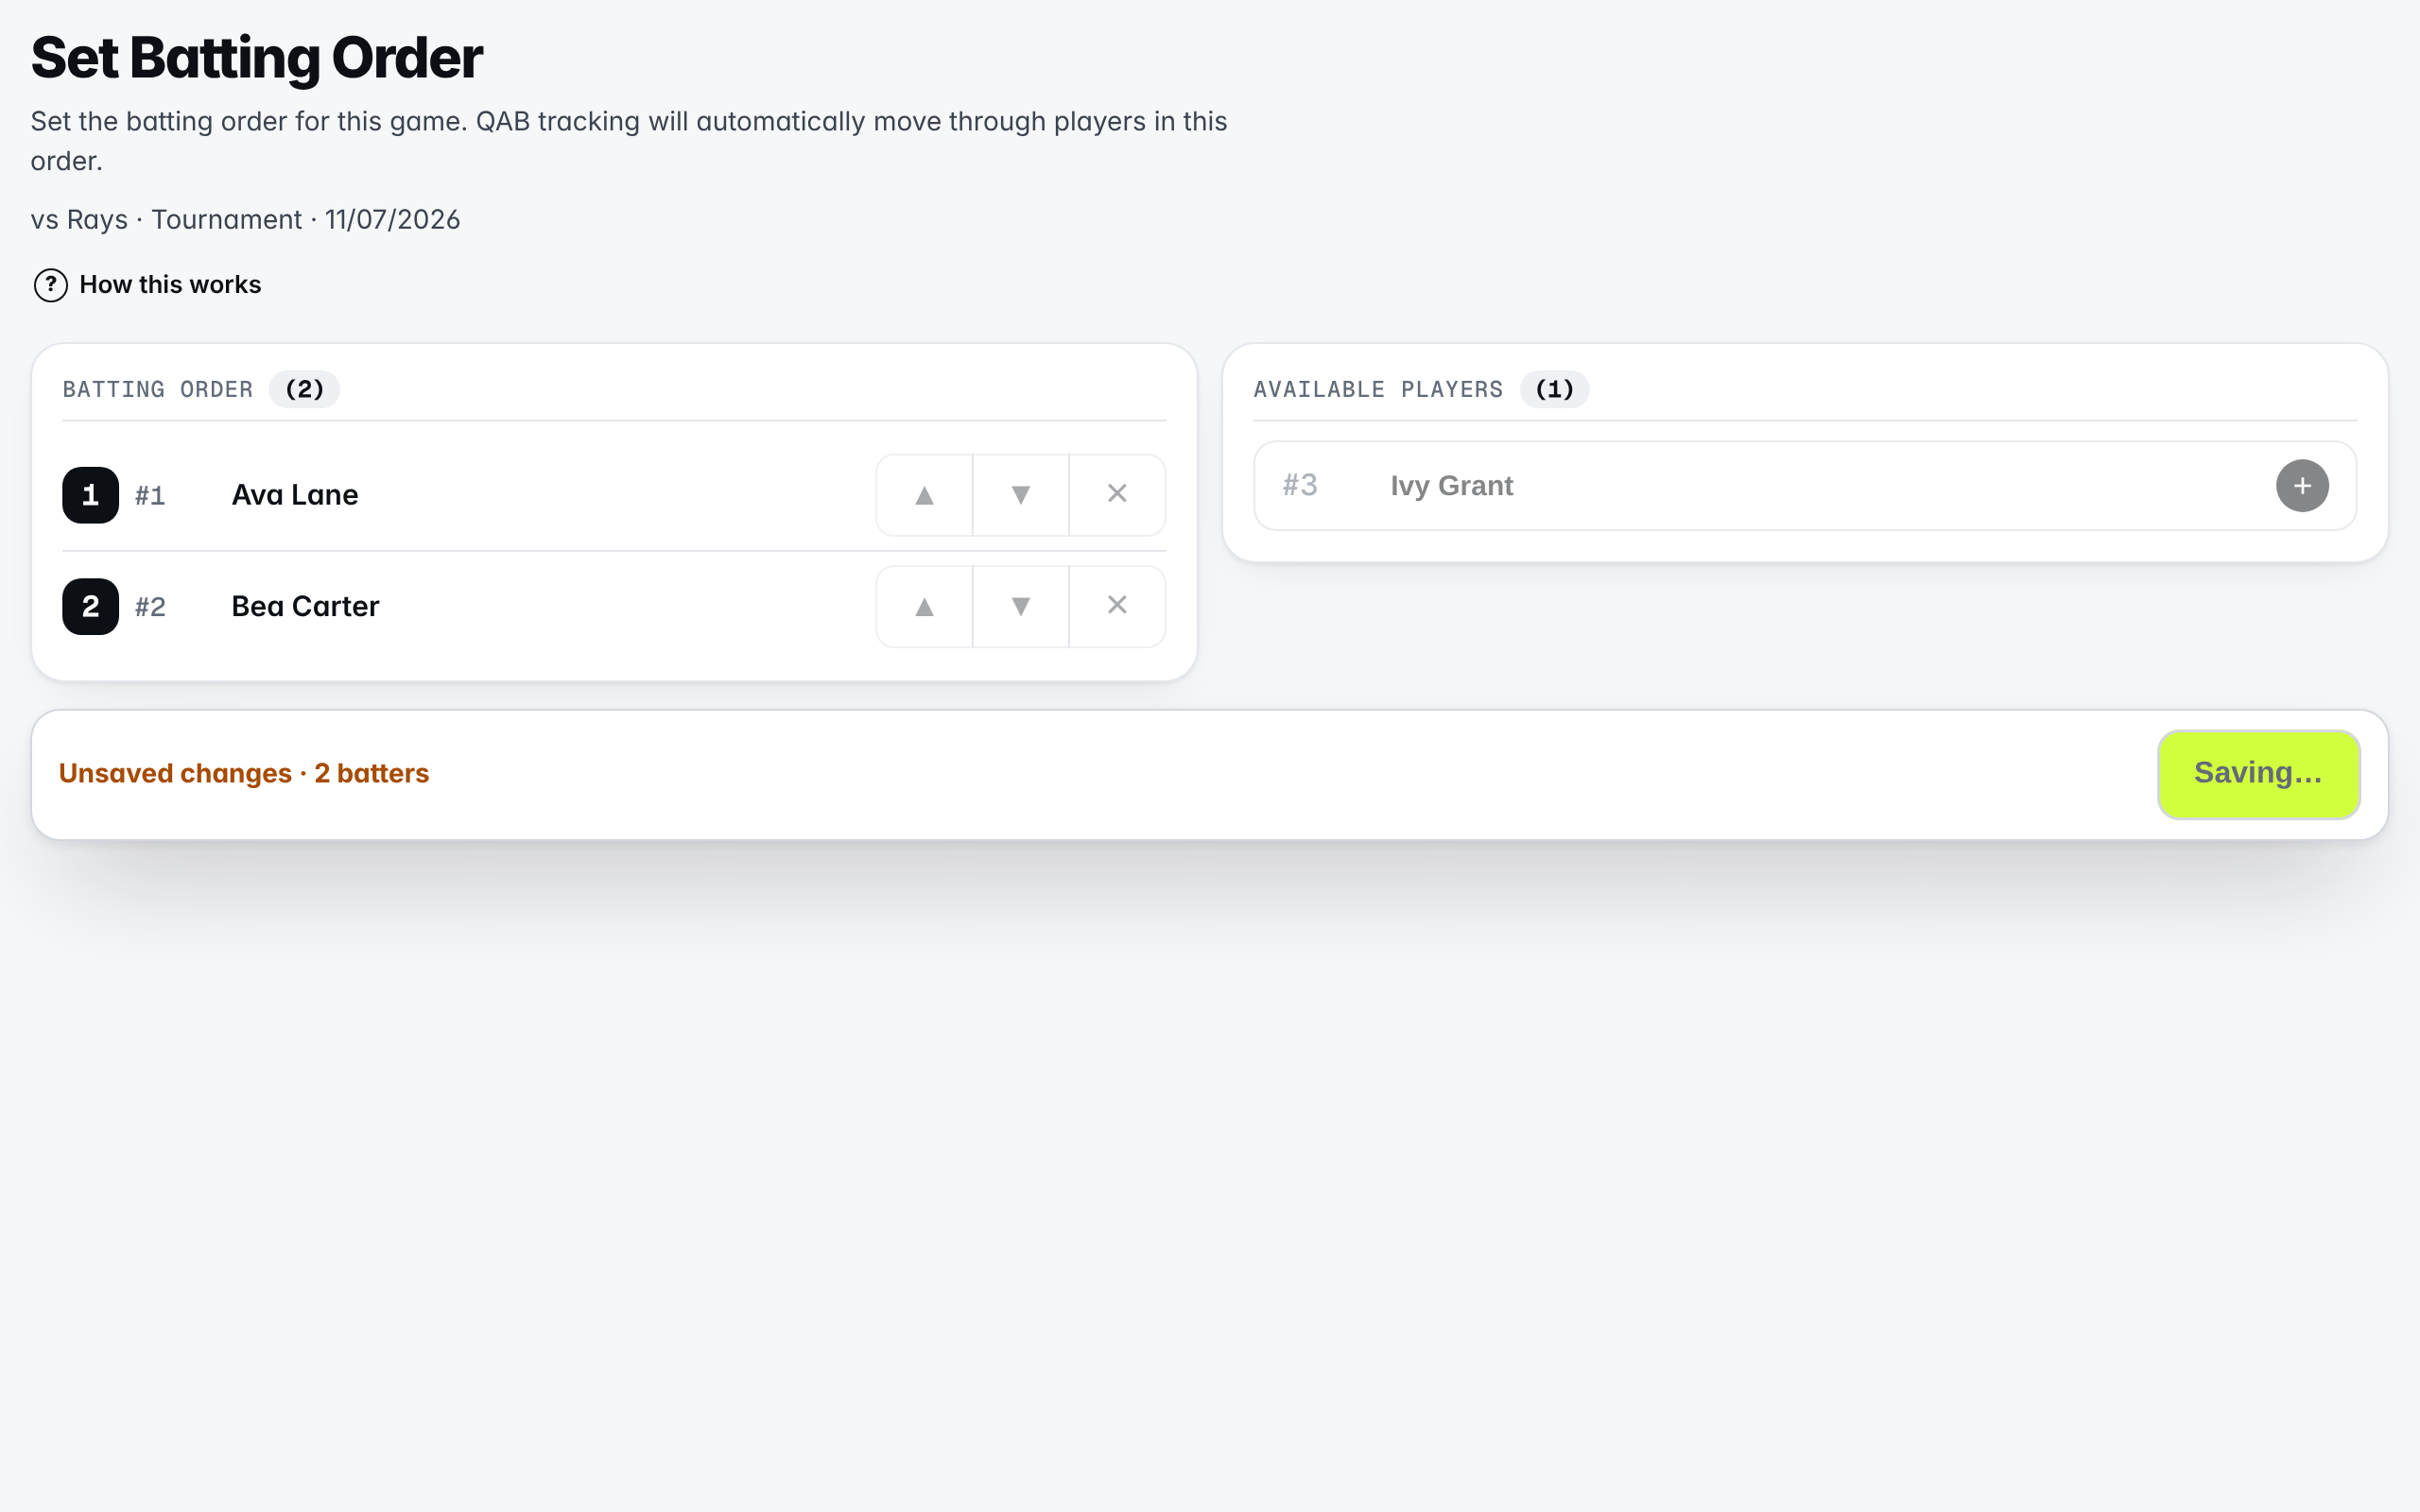 Set Batting Order
Set the batting order for this game. QAB tracking will automatically move through players in this
order.
vs Rays · Tournament · 11/07/2026
? How this works
BATTING ORDER (2)
1 #1 Ava Lane ▲ ▼ ✕
2 #2 Bea Carter ▲ ▼ ✕
AVAILABLE PLAYERS (1)
#3 Ivy Grant +
Unsaved changes · 2 batters
Saving...